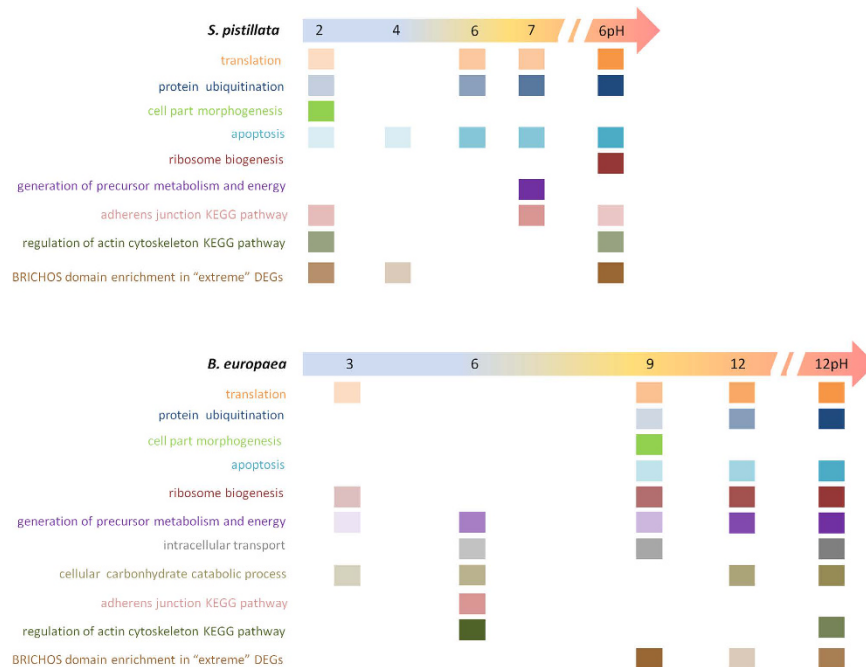 S. pistillata 2 4 6 7 6pH
translation
protein ubiquitination
cell part morphogenesis
apoptosis
ribosome biogenesis
generation of precursor metabolism and energy
adherens junction KEGG pathway
regulation of actin cytoskeleton KEGG pathway
BRICHOS domain enrichment in “extreme” DEGs
B. europaea 3 6 9 12 12pH
translation
protein ubiquitination
cell part morphogenesis
apoptosis
ribosome biogenesis
generation of precursor metabolism and energy
intracellular transport
cellular carbonhydrate catabolic process
adherens junction KEGG pathway
regulation of actin cytoskeleton KEGG pathway
BRICHOS domain enrichment in “extreme” DEGs